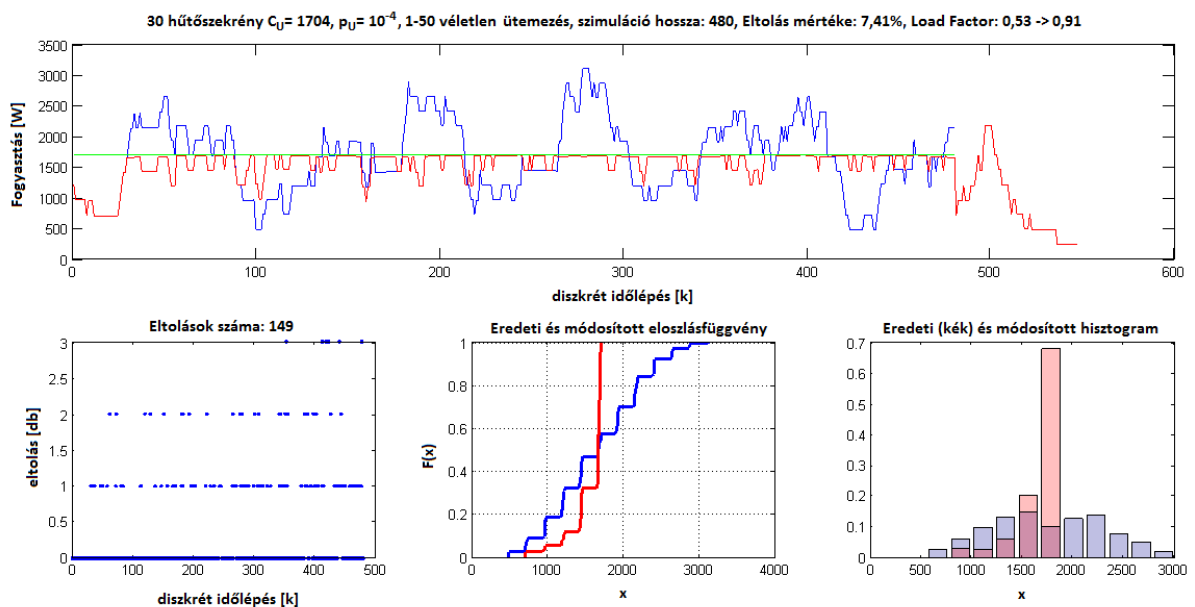 30 hűtőszekrény C_U= 1704, p_U= 10^-4, 1-50 véletlen ütemezés, szimuláció hossza: 480, Eltolás mértéke: 7,41%, Load Factor: 0,53 -> 0,91
Fogyasztás [W]
3500
3000
2500
2000
1500
1000
500
0
0 100 200 300 400 500 600
diszkrét időlépés [k]
Eltolások száma: 149
eltolás [db]
3
2.5
2
1.5
1
0.5
0
0 100 200 300 400 500
diszkrét időlépés [k]
Eredeti és módosított eloszlásfüggvény
F(x)
1
0.8
0.6
0.4
0.2
0
0 1000 2000 3000 4000
x
Eredeti (kék) és módosított hisztogram
0.7
0.6
0.5
0.4
0.3
0.2
0.1
0
0 500 1000 1500 2000 2500 3000
x